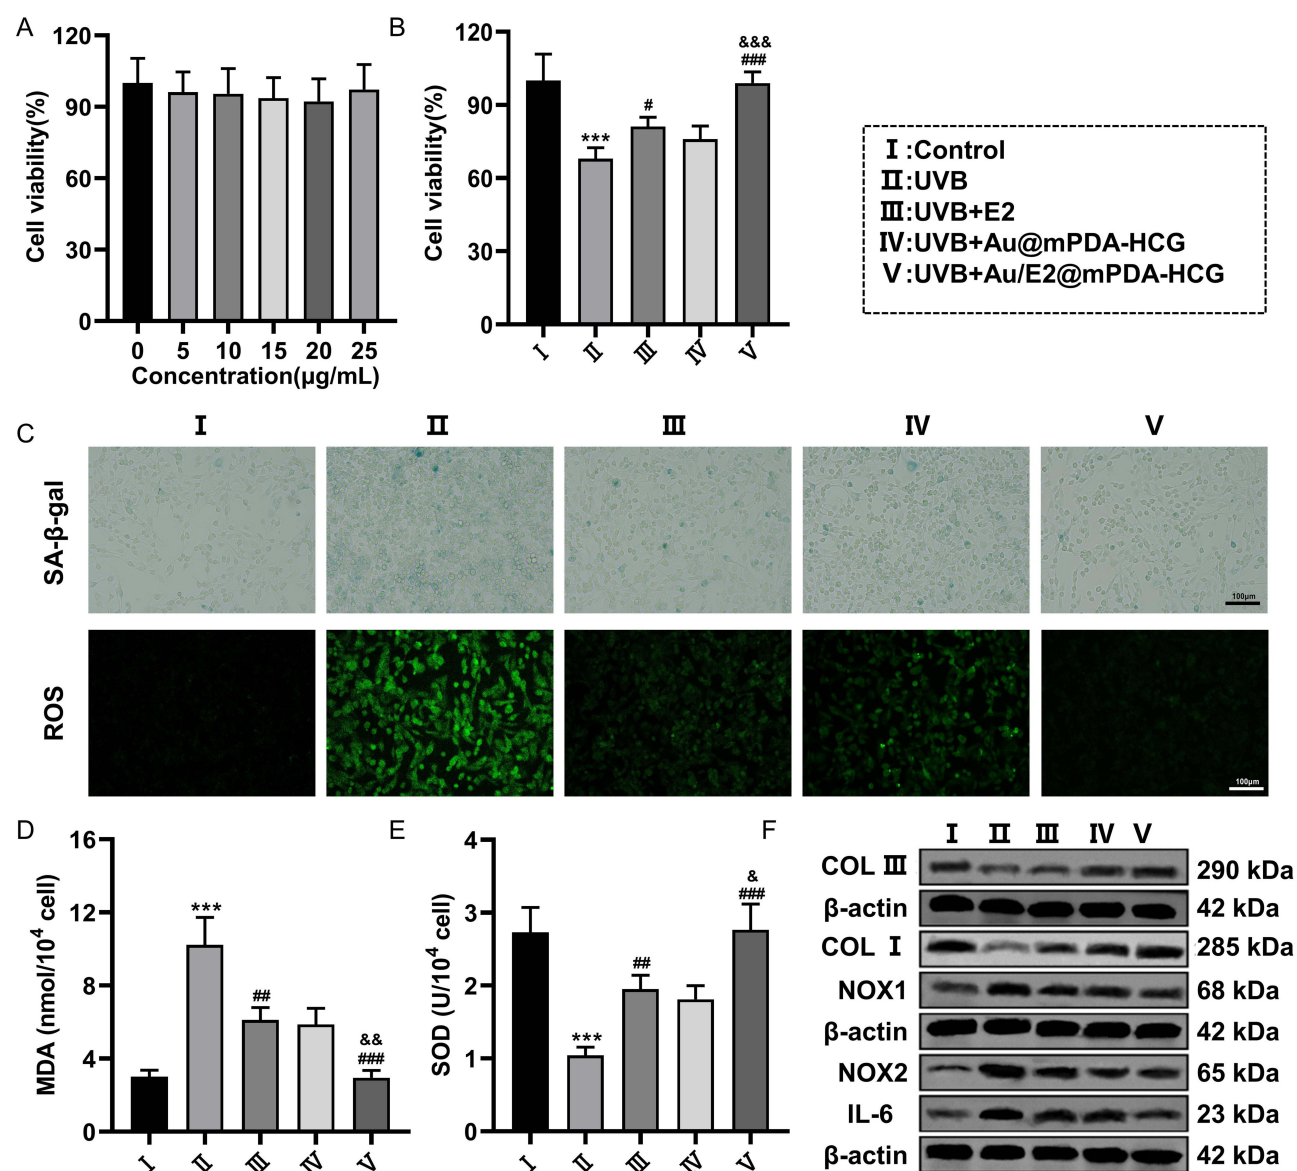 A
120
90
60
30
0
Cell viability(%)
0 5 10 15 20 25
Concentration(μg/mL)
B
120
90
60
30
0
Cell viability(%)
***
#
&&&
###
Ⅰ Ⅱ Ⅲ Ⅳ Ⅴ
Ⅰ:Control
Ⅱ:UVB
Ⅲ:UVB+E2
Ⅳ:UVB+Au@mPDA-HCG
Ⅴ:UVB+Au/E2@mPDA-HCG
C
Ⅰ Ⅱ Ⅲ Ⅳ Ⅴ
SA-β-gal
100μm
ROS
100μm
D
16
12
8
4
0
MDA (nmol/10⁴ cell)
***
##
&&
###
Ⅰ Ⅱ Ⅲ Ⅳ Ⅴ
E
4
3
2
1
0
SOD (U/10⁴ cell)
***
##
&
###
Ⅰ Ⅱ Ⅲ Ⅳ Ⅴ
F
Ⅰ Ⅱ Ⅲ Ⅳ Ⅴ
COL Ⅲ 290 kDa
β-actin 42 kDa
COL Ⅰ 285 kDa
NOX1 68 kDa
β-actin 42 kDa
NOX2 65 kDa
IL-6 23 kDa
β-actin 42 kDa